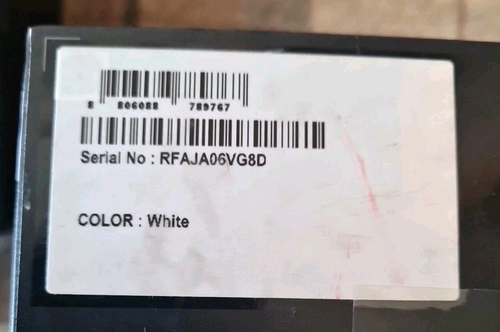 8 806088 789767
Serial No : RFAJA06VG8D
COLOR : White